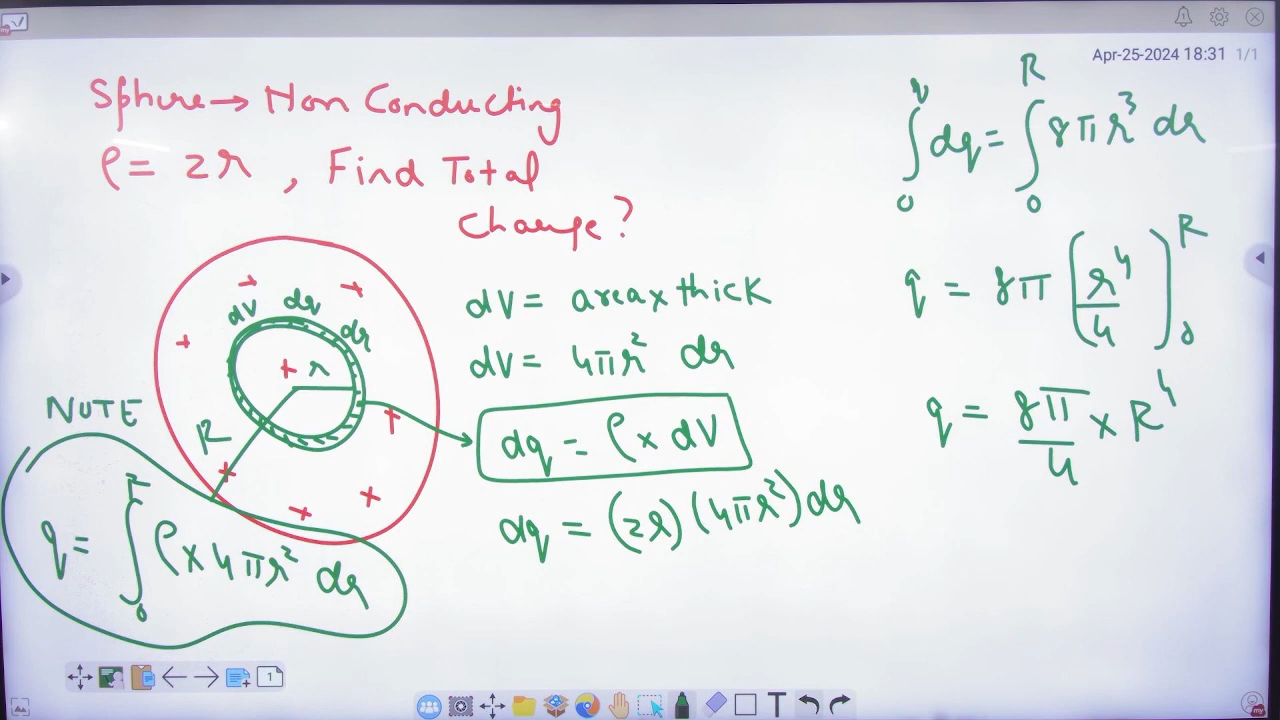 Apr-25-2024 18:31 1/1
Sphere → Non Conducting
ρ = 2r , Find Total
Charge?
+ + + + + + + +
dv dv dr
r
R
dV = area x thick
dV = 4πr² dr
dq = ρ x dV
dq = (2r) (4πr²) dr
NOTE
q = ∫₀ʳ ρ x 4πr² dr
∫₀^q dq = ∫₀^R 8πr³ dr
q = 8π [r⁴/4]₀^R
q = 8π/4 x R⁴
1
T